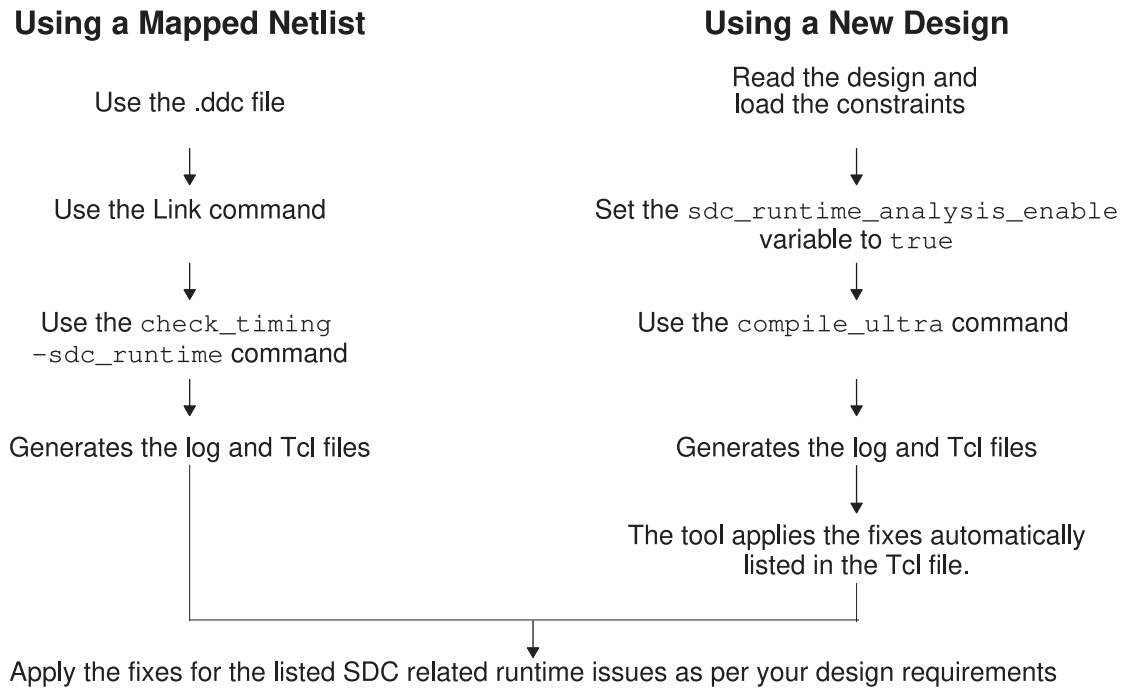 Using a Mapped Netlist
Use the .ddc file
Use the Link command
Use the check_timing
-sdc_runtime command
Generates the log and Tcl files
Using a New Design
Read the design and
load the constraints
Set the sdc_runtime_analysis_enable
variable to true
Use the compile_ultra command
Generates the log and Tcl files
The tool applies the fixes automatically
listed in the Tcl file.
Apply the fixes for the listed SDC related runtime issues as per your design requirements